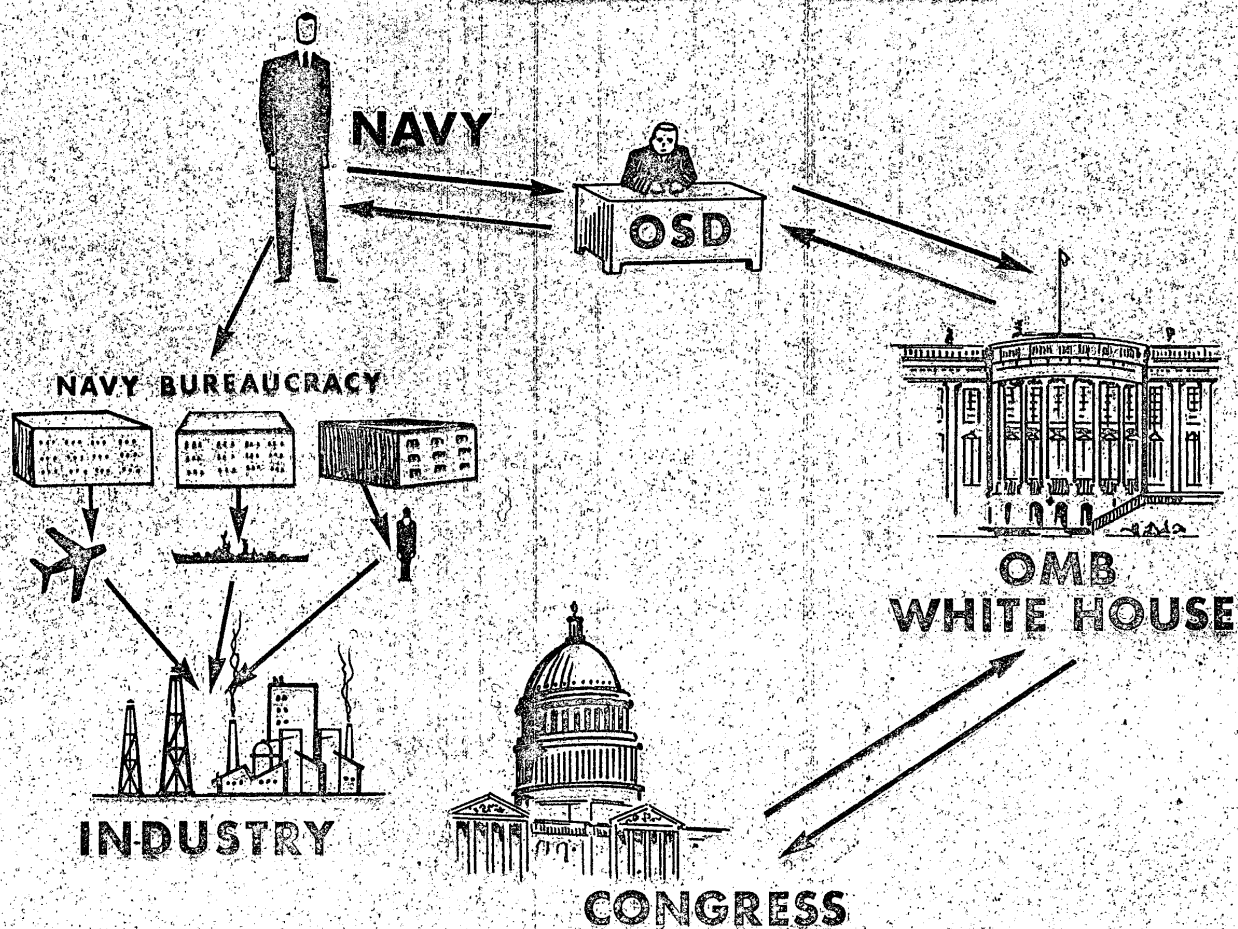 NAVY
OSD
NAVY BUREAUCRACY
OMB
WHITE HOUSE
INDUSTRY
CONGRESS